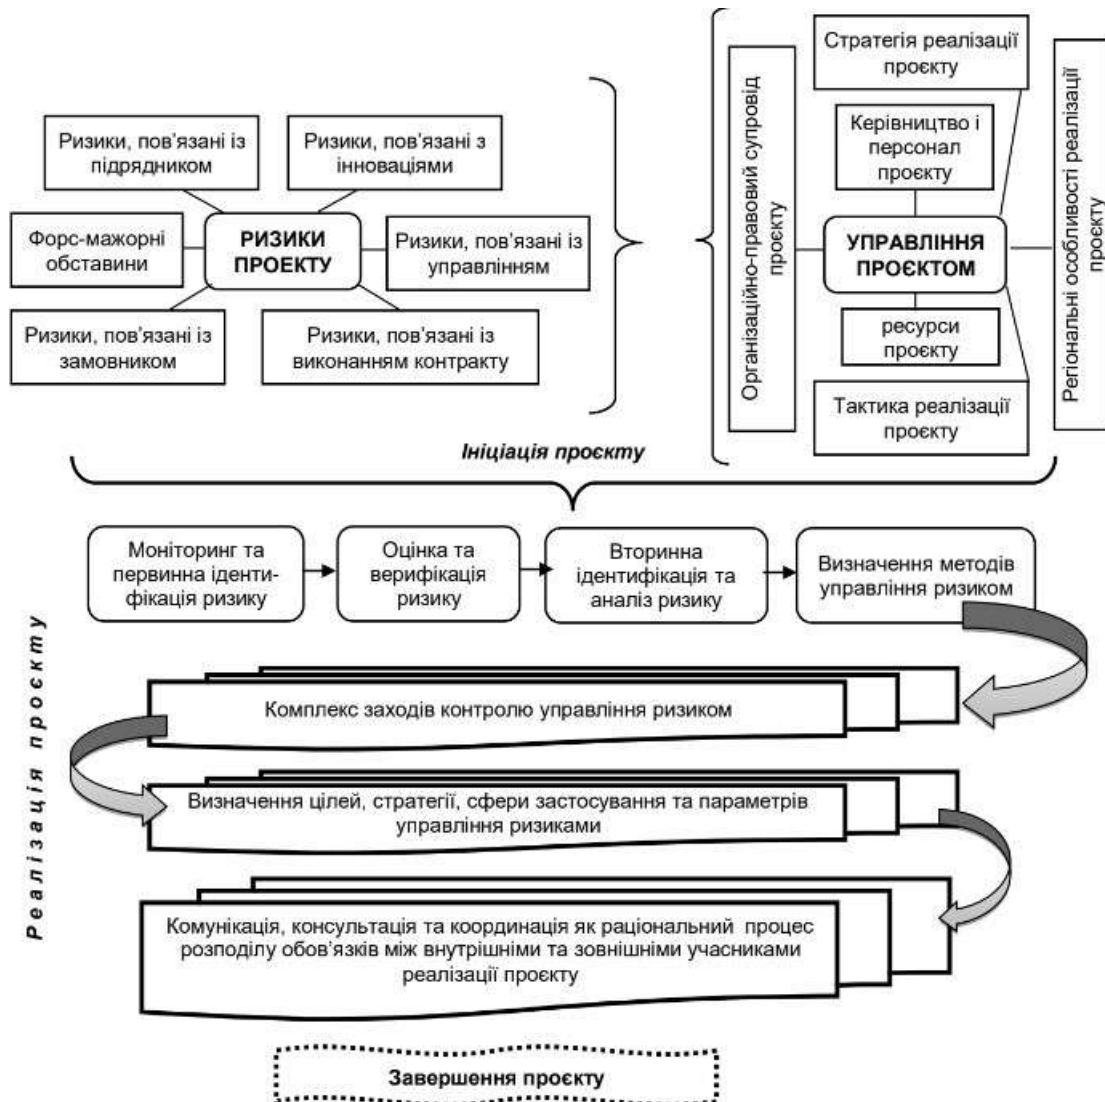 Ризики, пов’язані із
підрядником
Ризики, пов’язані з
інноваціями
Форс-мажорні
обставини
РИЗИКИ
ПРОЕКТУ
Ризики, пов’язані із
управлінням
Ризики, пов’язані із
замовником
Ризики, пов’язані із
виконанням контракту
Організаційно-правовий супровід
проєкту
Стратегія реалізації
проєкту
Керівництво і
персонал
проєкту
УПРАВЛІННЯ
ПРОЄКТОМ
ресурси
проєкту
Тактика реалізації
проєкту
Регіональні особливості реалізації
проєкту
Ініціація проєкту
Моніторинг та
первинна іденти-
фікація ризику
Оцінка та
верифікація
ризику
Вторинна
ідентифікація та
аналіз ризику
Визначення методів
управління ризиком
Реалізація проєкту
Комплекс заходів контролю управління ризиком
Визначення цілей, стратегії, сфери застосування та параметрів
управління ризиками
Комунікація, консультація та координація як раціональний процес
розподілу обов’язків між внутрішніми та зовнішніми учасниками
реалізації проєкту
Завершення проєкту